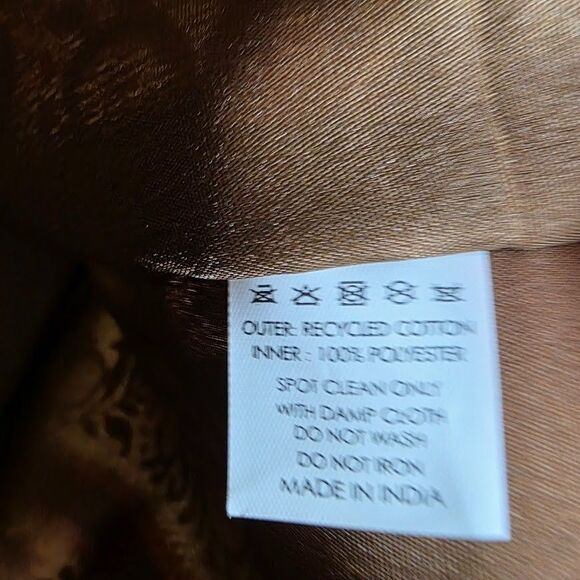 OUTER: RECYCLED COTTON
INNER : 100% POLYESTER
SPOT CLEAN ONLY
WITH DAMP CLOTH
DO NOT WASH
DO NOT IRON
MADE IN INDIA